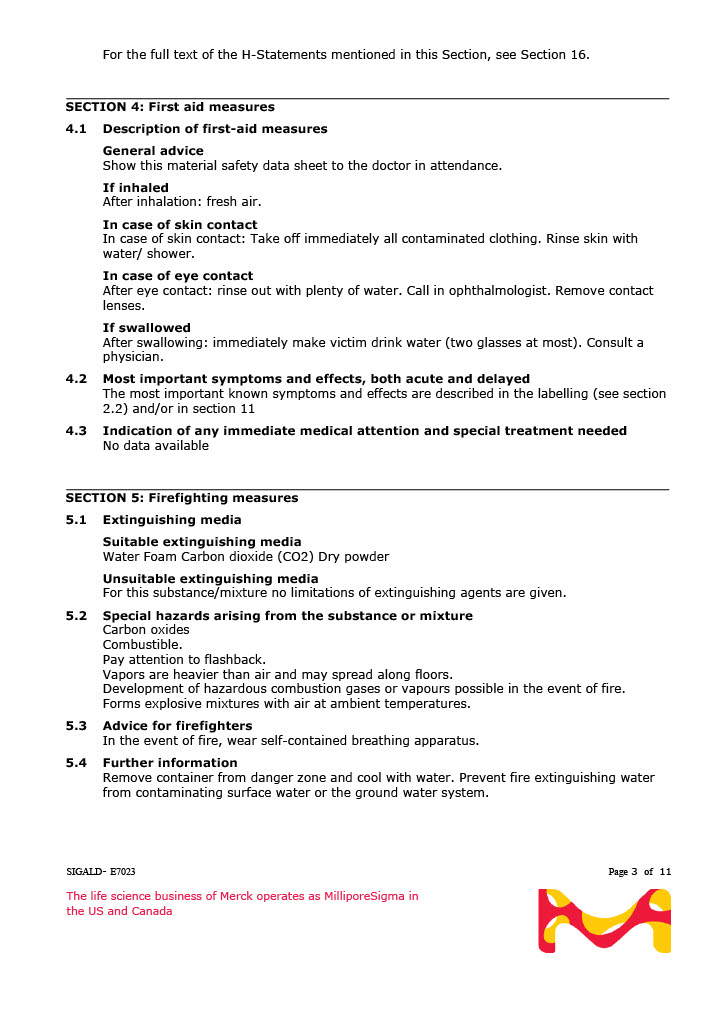 For the full text of the H-Statements mentioned in this Section, see Section 16.
SECTION 4: First aid measures
4.1 Description of first-aid measures
General advice
Show this material safety data sheet to the doctor in attendance.
If inhaled
After inhalation: fresh air.
In case of skin contact
In case of skin contact: Take off immediately all contaminated clothing. Rinse skin with
water/ shower.
In case of eye contact
After eye contact: rinse out with plenty of water. Call in ophthalmologist. Remove contact
lenses.
If swallowed
After swallowing: immediately make victim drink water (two glasses at most). Consult a
physician.
4.2 Most important symptoms and effects, both acute and delayed
The most important known symptoms and effects are described in the labelling (see section
2.2) and/or in section 11
4.3 Indication of any immediate medical attention and special treatment needed
No data available
SECTION 5: Firefighting measures
5.1 Extinguishing media
Suitable extinguishing media
Water Foam Carbon dioxide (CO2) Dry powder
Unsuitable extinguishing media
For this substance/mixture no limitations of extinguishing agents are given.
5.2 Special hazards arising from the substance or mixture
Carbon oxides
Combustible.
Pay attention to flashback.
Vapors are heavier than air and may spread along floors.
Development of hazardous combustion gases or vapours possible in the event of fire.
Forms explosive mixtures with air at ambient temperatures.
5.3 Advice for firefighters
In the event of fire, wear self-contained breathing apparatus.
5.4 Further information
Remove container from danger zone and cool with water. Prevent fire extinguishing water
from contaminating surface water or the ground water system.
SIGALD- E7023 Page 3 of 11
The life science business of Merck operates as MilliporeSigma in
the US and Canada